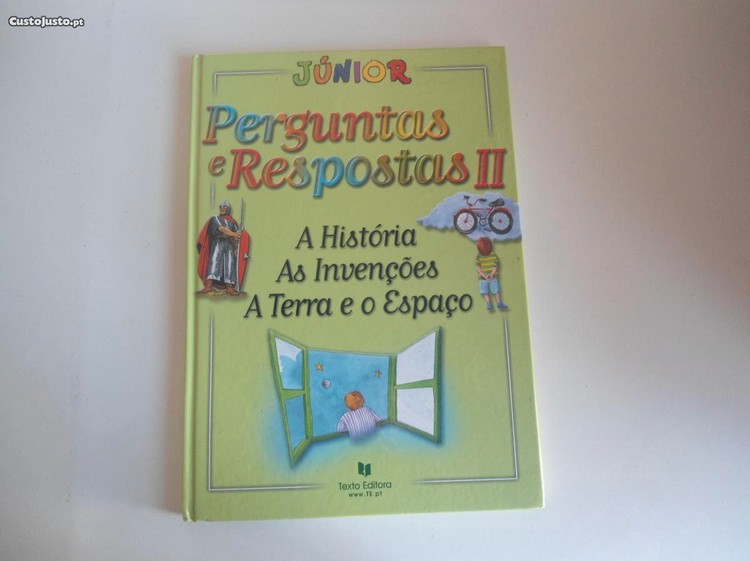 CustoJusto.pt
JÚNIOR
Perguntas
e Respostas II
A História
As Invenções
A Terra e o Espaço
Texto Editora
www.TE.pt